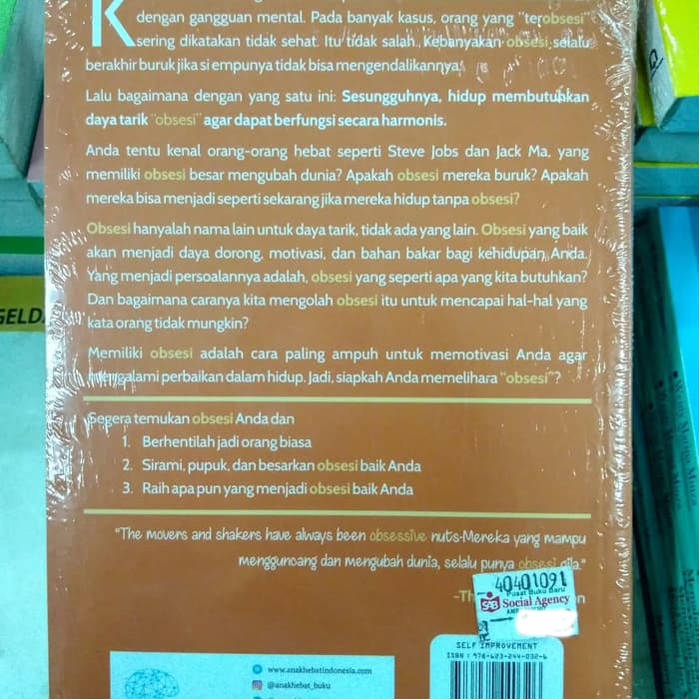 dengan gangguan mental. Pada banyak kasus, orang yang "terobsesi"
K sering dikatakan tidak sehat. Itu tidak salah. Kebanyakan obsesi selalu
berakhir buruk jika si empunya tidak bisa mengendalikannya.
Lalu bagaimana dengan yang satu ini: Sesungguhnya, hidup membutuhkan
daya tarik "obsesi" agar dapat berfungsi secara harmonis.
Anda tentu kenal orang-orang hebat seperti Steve Jobs dan Jack Ma, yang
memiliki obsesi besar mengubah dunia? Apakah obsesi mereka buruk? Apakah
mereka bisa menjadi seperti sekarang jika mereka hidup tanpa obsesi?
Obsesi hanyalah nama lain untuk daya tarik, tidak ada yang lain. Obsesi yang baik
akan menjadi daya dorong, motivasi, dan bahan bakar bagi kehidupan Anda.
Yang menjadi persoalannya adalah, obsesi yang seperti apa yang kita butuhkan?
Dan bagaimana caranya kita mengolah obsesi itu untuk mencapai hal-hal yang
kata orang tidak mungkin?
Memiliki obsesi adalah cara paling ampuh untuk memotivasi Anda agar
mengalami perbaikan dalam hidup. Jadi, siapkah Anda memelihara "obsesi"?
Segera temukan obsesi Anda dan
1. Berhentilah jadi orang biasa
2. Sirami, pupuk, dan besarkan obsesi baik Anda
3. Raih apa pun yang menjadi obsesi baik Anda
"The movers and shakers have always been obsessive nuts-Mereka yang mampu
mengguncang dan mengubah dunia, selalu punya obsesi gila."
40401091
Pusat Buku Baru
SAB Social Agency
SELF IMPROVEMENT
ISBN : 978-623-244-032-6
www.anakhebatindonesia.com
@anakhebat_buku